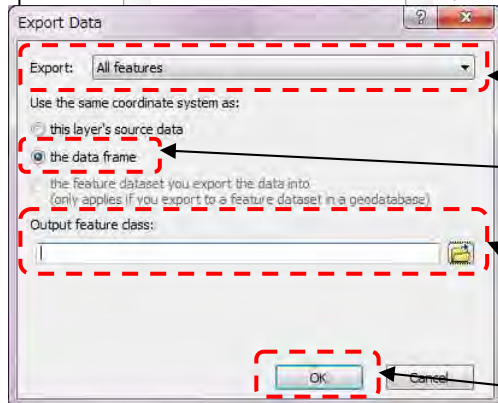 Export Data
Export: All features
Use the same coordinate system as:
this layer's source data
the data frame
the feature dataset you export the data into
(only applies if you export to a feature dataset in a geodatabase)
Output feature class:
OK Cancel